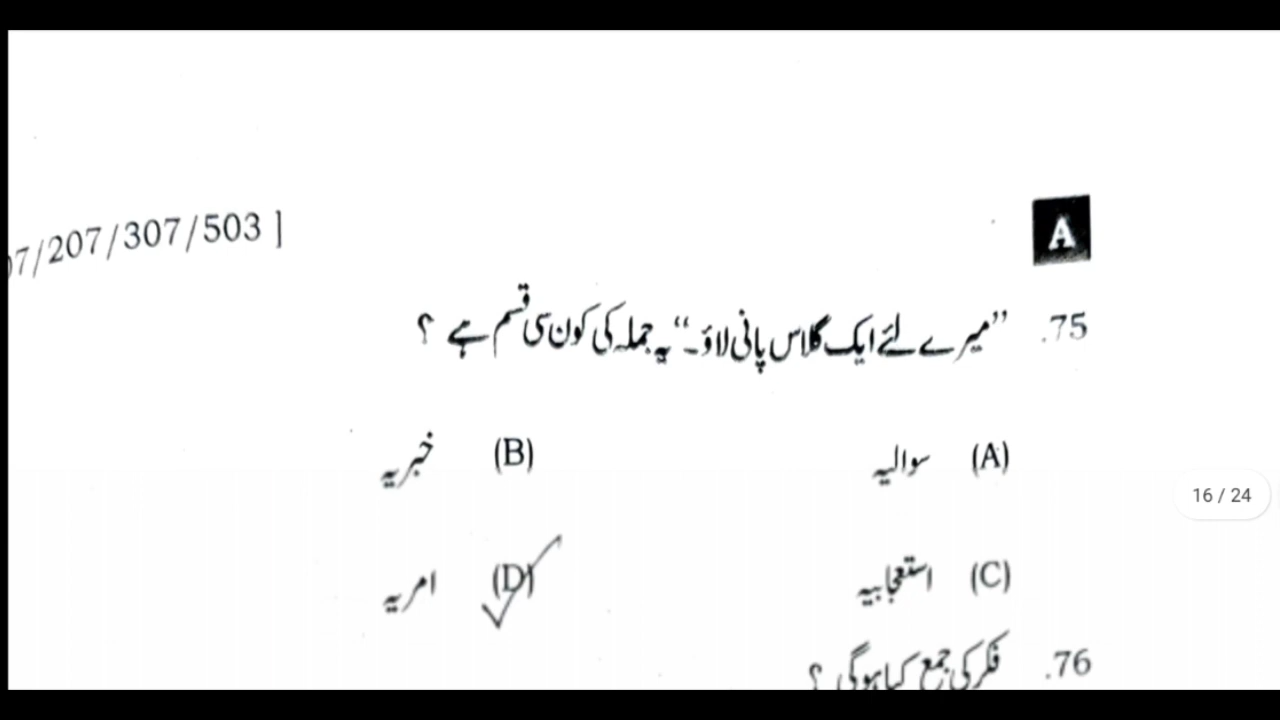 07/207/307/503 ]
A
75. ”میرے لئے ایک گلاس پانی لاؤ۔“ یہ جملہ کی کون سی قسم ہے ؟
(A) سوالیہ (B) خبریہ
16 / 24
(C) استعجابیہ (D) امریہ
76. فکر کی جمع کیا ہوگی ؟